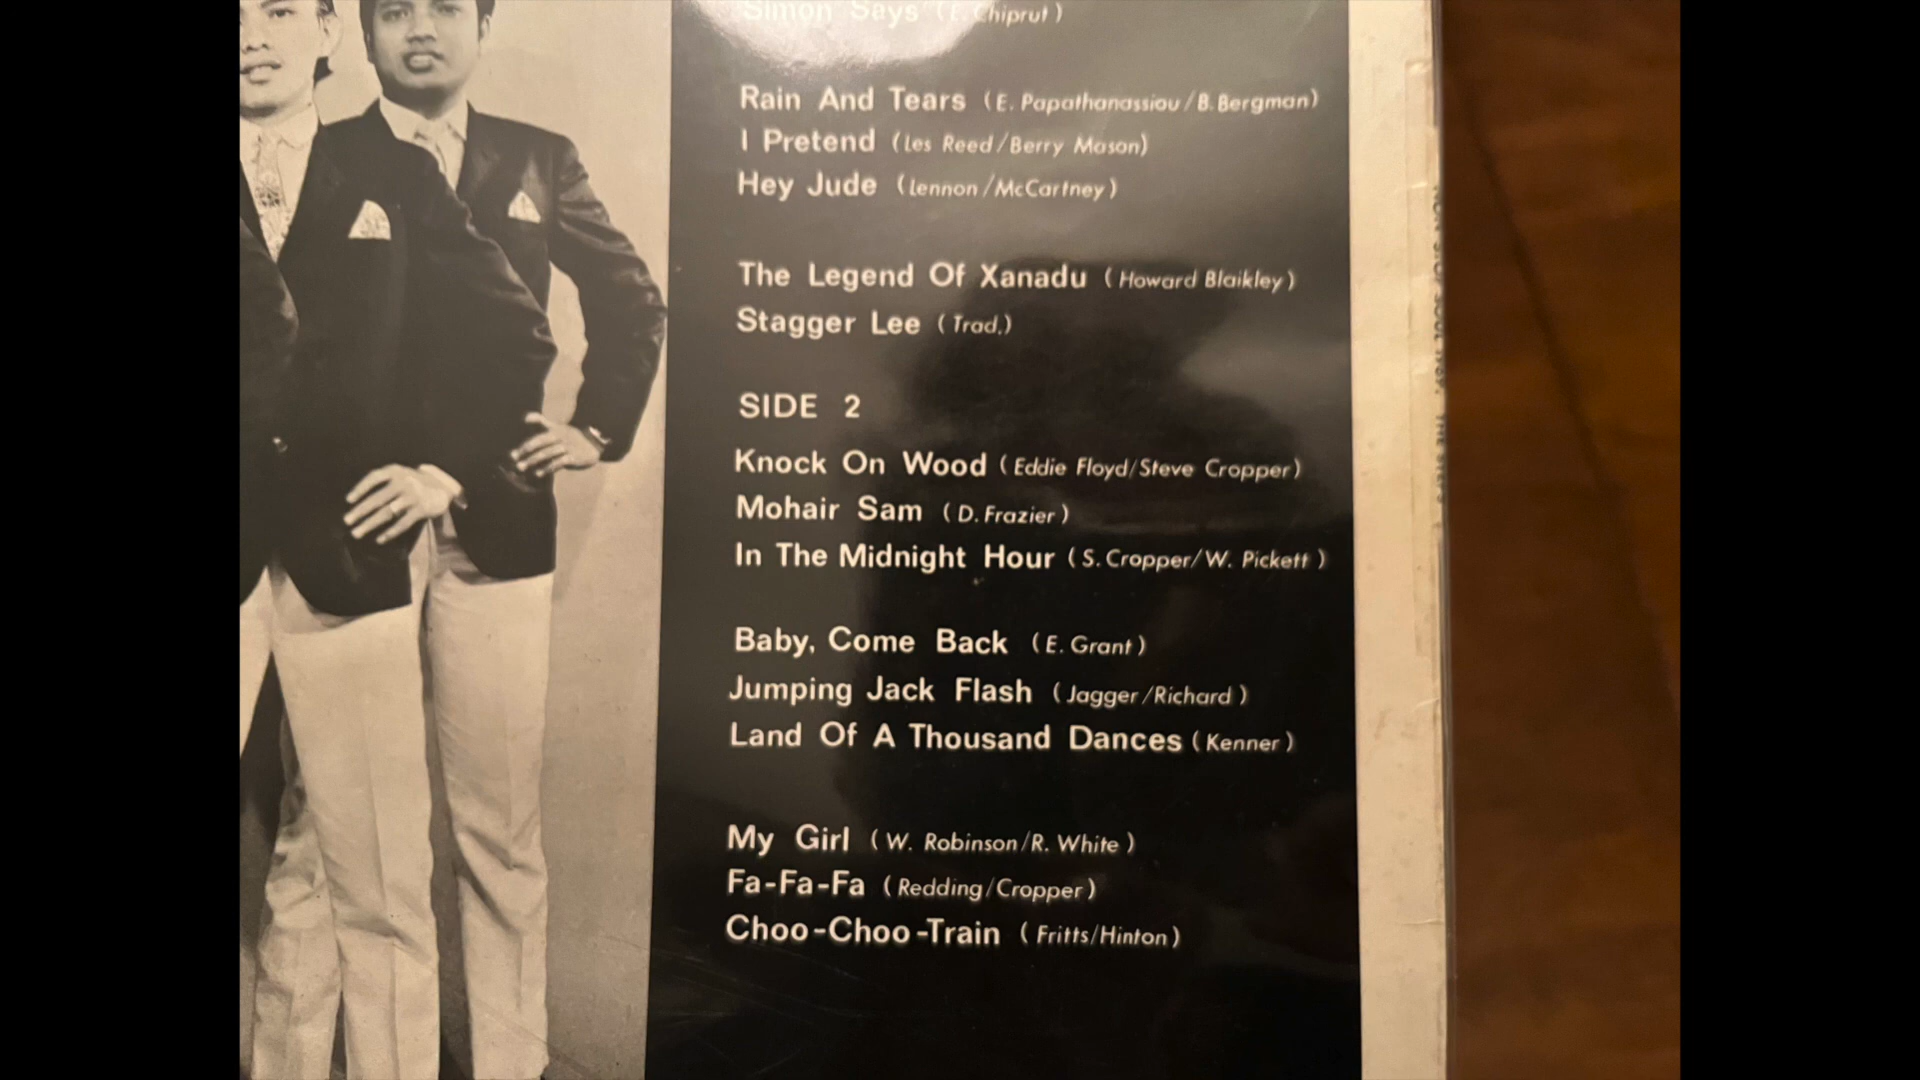 Simon Says (E. Chiprut)
Rain And Tears (E. Papathanassiou/B. Bergman)
I Pretend (Les Reed/Berry Mason)
Hey Jude (Lennon/McCartney)
The Legend Of Xanadu (Howard Blaikley)
Stagger Lee (Trad.)
SIDE 2
Knock On Wood (Eddie Floyd/Steve Cropper)
Mohair Sam (D. Frazier)
In The Midnight Hour (S. Cropper/W. Pickett)
Baby, Come Back (E. Grant)
Jumping Jack Flash (Jagger/Richard)
Land Of A Thousand Dances (Kenner)
My Girl (W. Robinson/R. White)
Fa-Fa-Fa (Redding/Cropper)
Choo-Choo-Train (Fritts/Hinton)